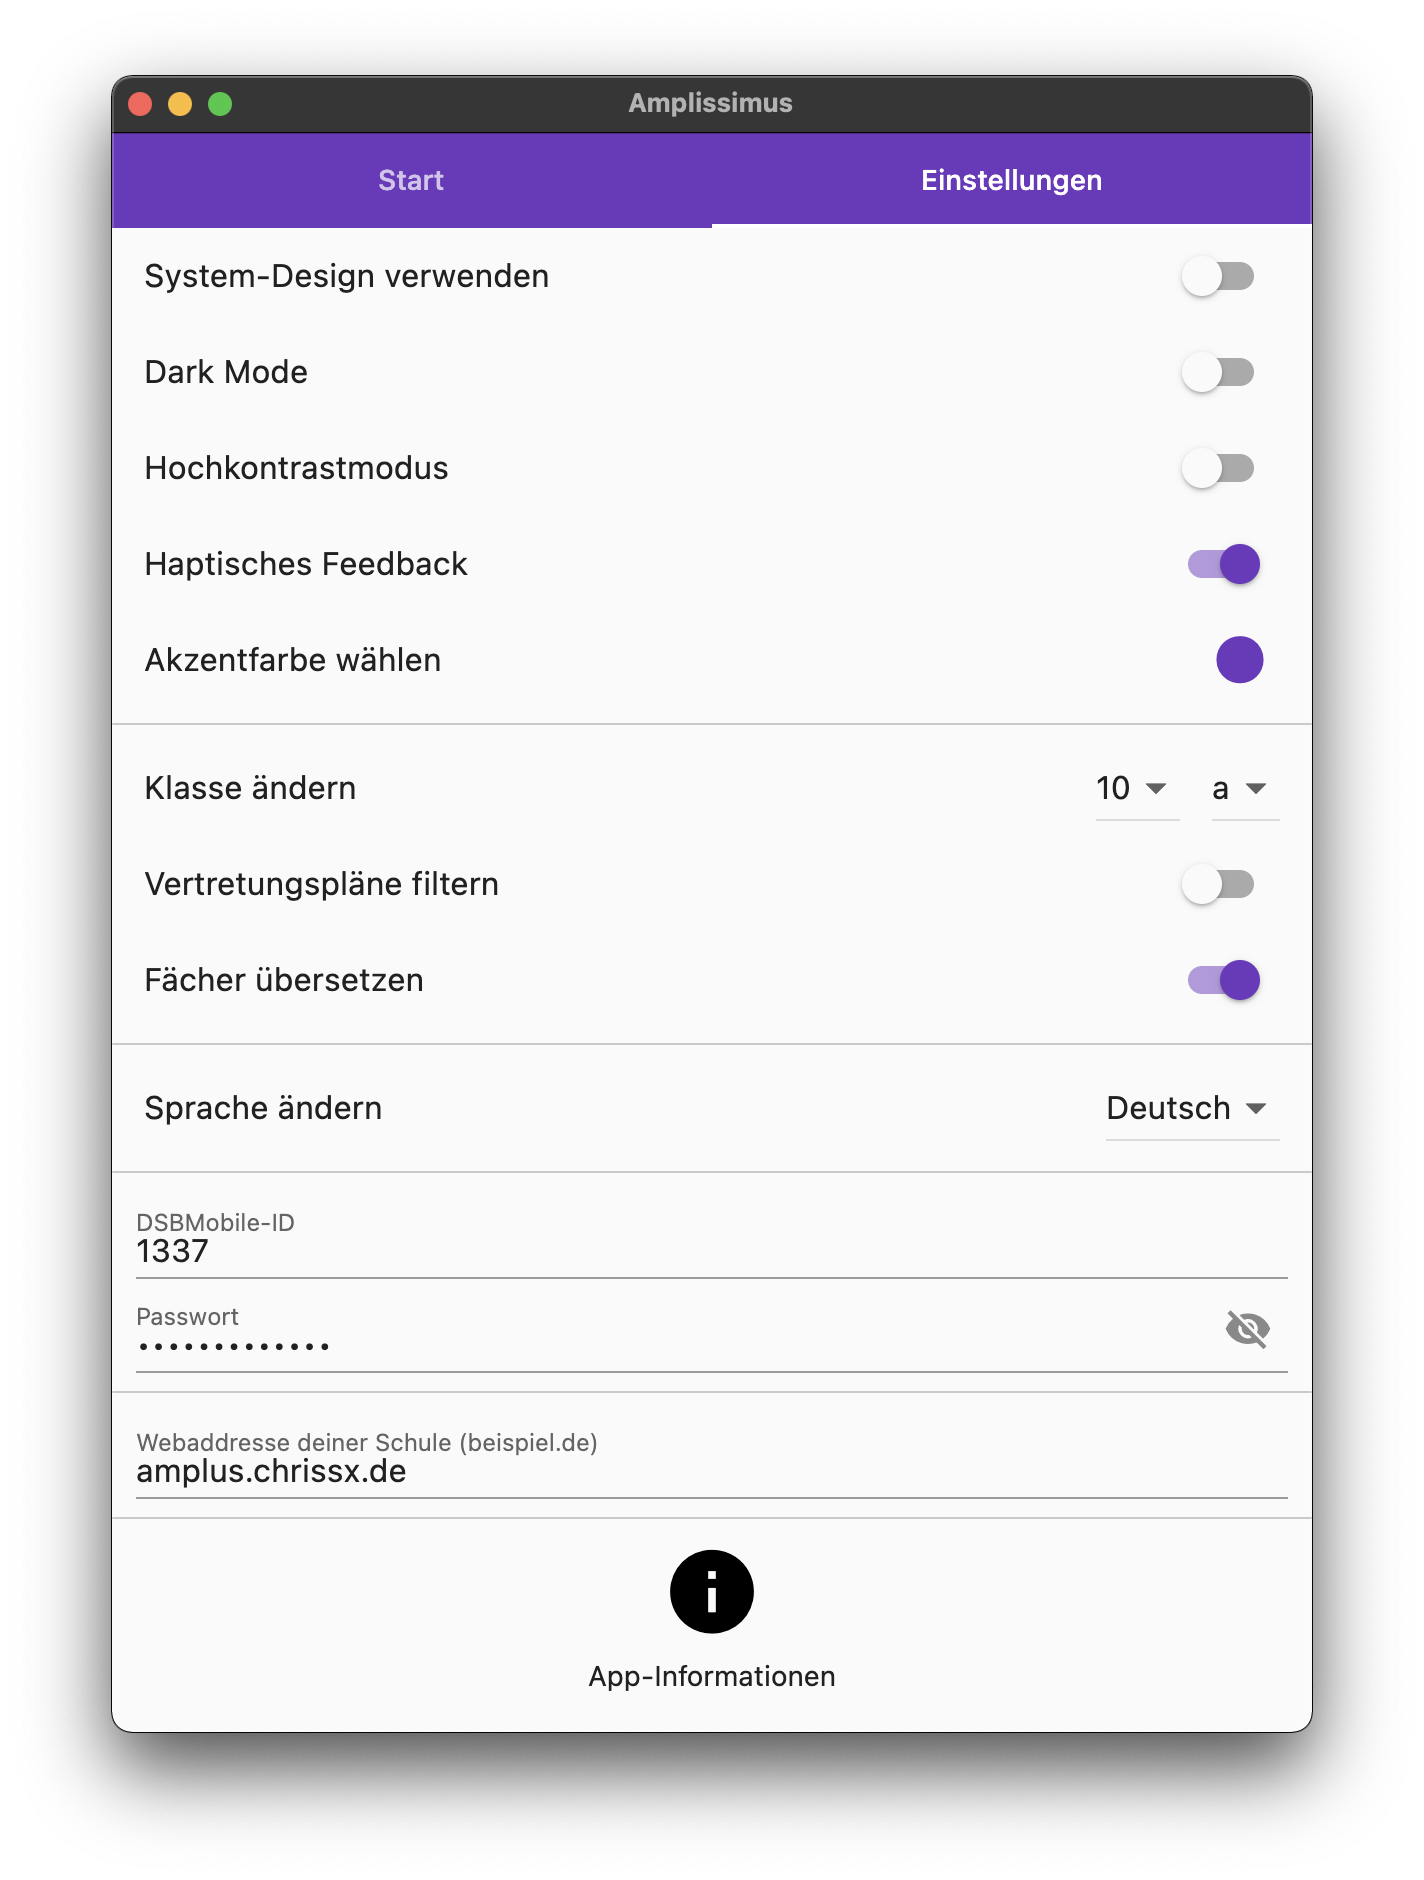 Amplissimus
Start Einstellungen
System-Design verwenden
Dark Mode
Hochkontrastmodus
Haptisches Feedback
Akzentfarbe wählen
Klasse ändern 10 a
Vertretungspläne filtern
Fächer übersetzen
Sprache ändern Deutsch
DSBMobile-ID
1337
Passwort
•••••••••••••
Webaddresse deiner Schule (beispiel.de)
amplus.chrissx.de
App-Informationen